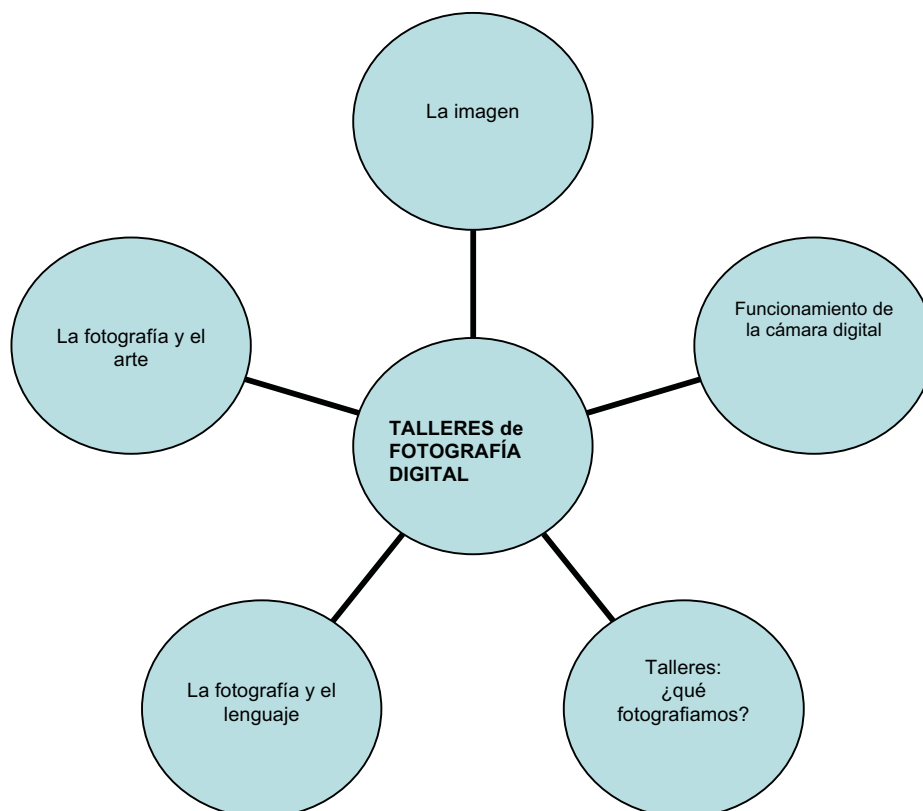 La imagen
Funcionamiento de
la cámara digital
La fotografía y el
arte
TALLERES de
FOTOGRAFÍA
DIGITAL
Talleres:
¿qué
fotografiamos?
La fotografía y el
lenguaje